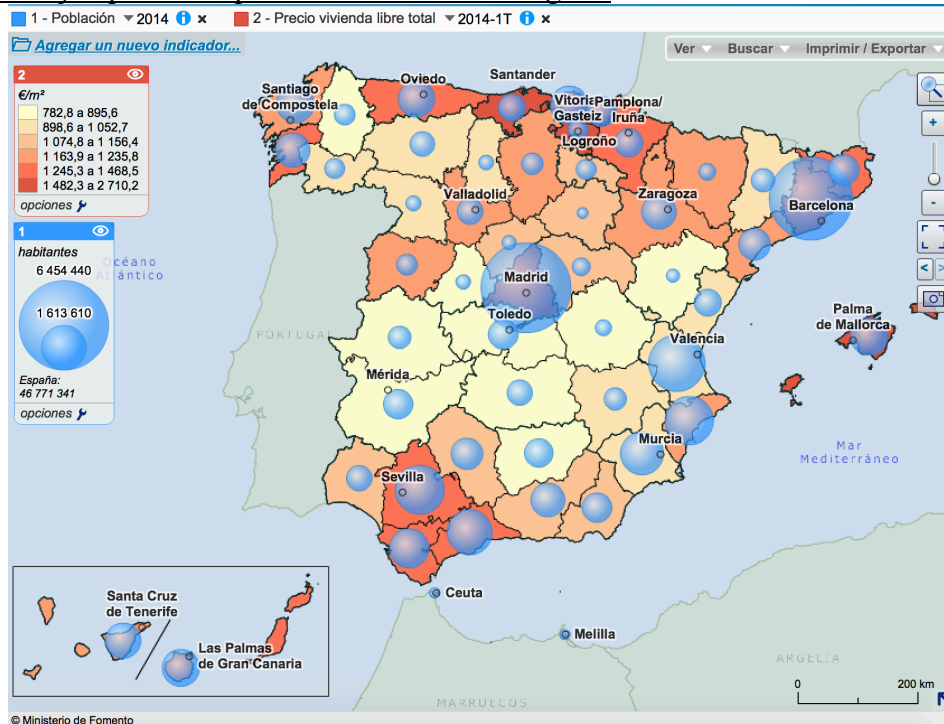 1 - Población 2014 i x 2 - Precio vivienda libre total 2014-1T i x
Agregar un nuevo indicador...
Ver Buscar Imprimir / Exportar
2
€/m²
782,8 a 895,6
898,6 a 1 052,7
1 074,8 a 1 156,4
1 163,9 a 1 235,8
1 245,3 a 1 468,5
1 482,3 a 2 710,2
opciones
1
habitantes
6 454 440
1 613 610
España:
46 771 341
opciones
Océano
Atlántico
Santiago
de Compostela
Oviedo
Santander
Vitoria
Gasteiz
Pamplona/
Iruña
Logroño
Valladolid
Zaragoza
Barcelona
Madrid
Toledo
PORTUGAL
Palma
de Mallorca
Valencia
Mérida
Murcia
Mar
Mediterráneo
Sevilla
Ceuta
Melilla
Santa Cruz
de Tenerife
Las Palmas
de Gran Canaria
ARGELIA
MARRUECOS
0 200 km
© Ministerio de Fomento
+
-
< >